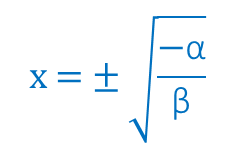 x = ± √(−α / β)